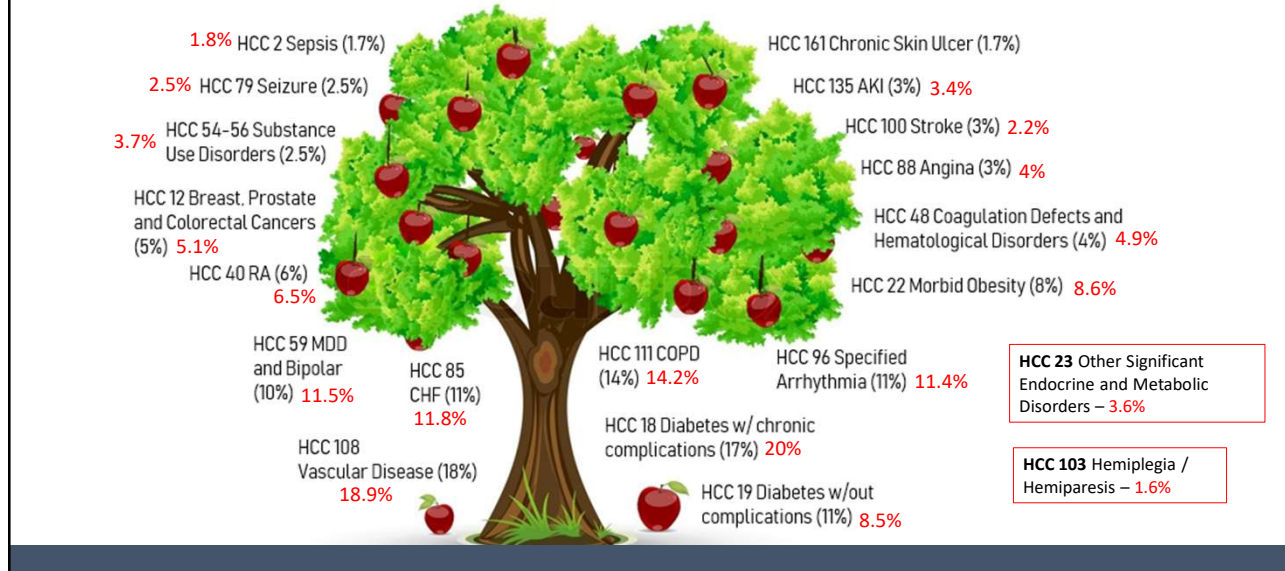 1.8% HCC 2 Sepsis (1.7%)
2.5% HCC 79 Seizure (2.5%)
3.7% HCC 54-56 Substance
Use Disorders (2.5%)
HCC 12 Breast, Prostate
and Colorectal Cancers
(5%) 5.1%
HCC 40 RA (6%)
6.5%
HCC 59 MDD
and Bipolar
(10%) 11.5%
HCC 85
CHF (11%)
11.8%
HCC 108
Vascular Disease (18%)
18.9%
HCC 161 Chronic Skin Ulcer (1.7%)
HCC 135 AKI (3%) 3.4%
HCC 100 Stroke (3%) 2.2%
HCC 88 Angina (3%) 4%
HCC 48 Coagulation Defects and
Hematological Disorders (4%) 4.9%
HCC 22 Morbid Obesity (8%) 8.6%
HCC 111 COPD
(14%) 14.2%
HCC 96 Specified
Arrhythmia (11%) 11.4%
HCC 18 Diabetes w/ chronic
complications (17%) 20%
HCC 19 Diabetes w/out
complications (11%) 8.5%
HCC 23 Other Significant
Endocrine and Metabolic
Disorders – 3.6%
HCC 103 Hemiplegia /
Hemiparesis – 1.6%